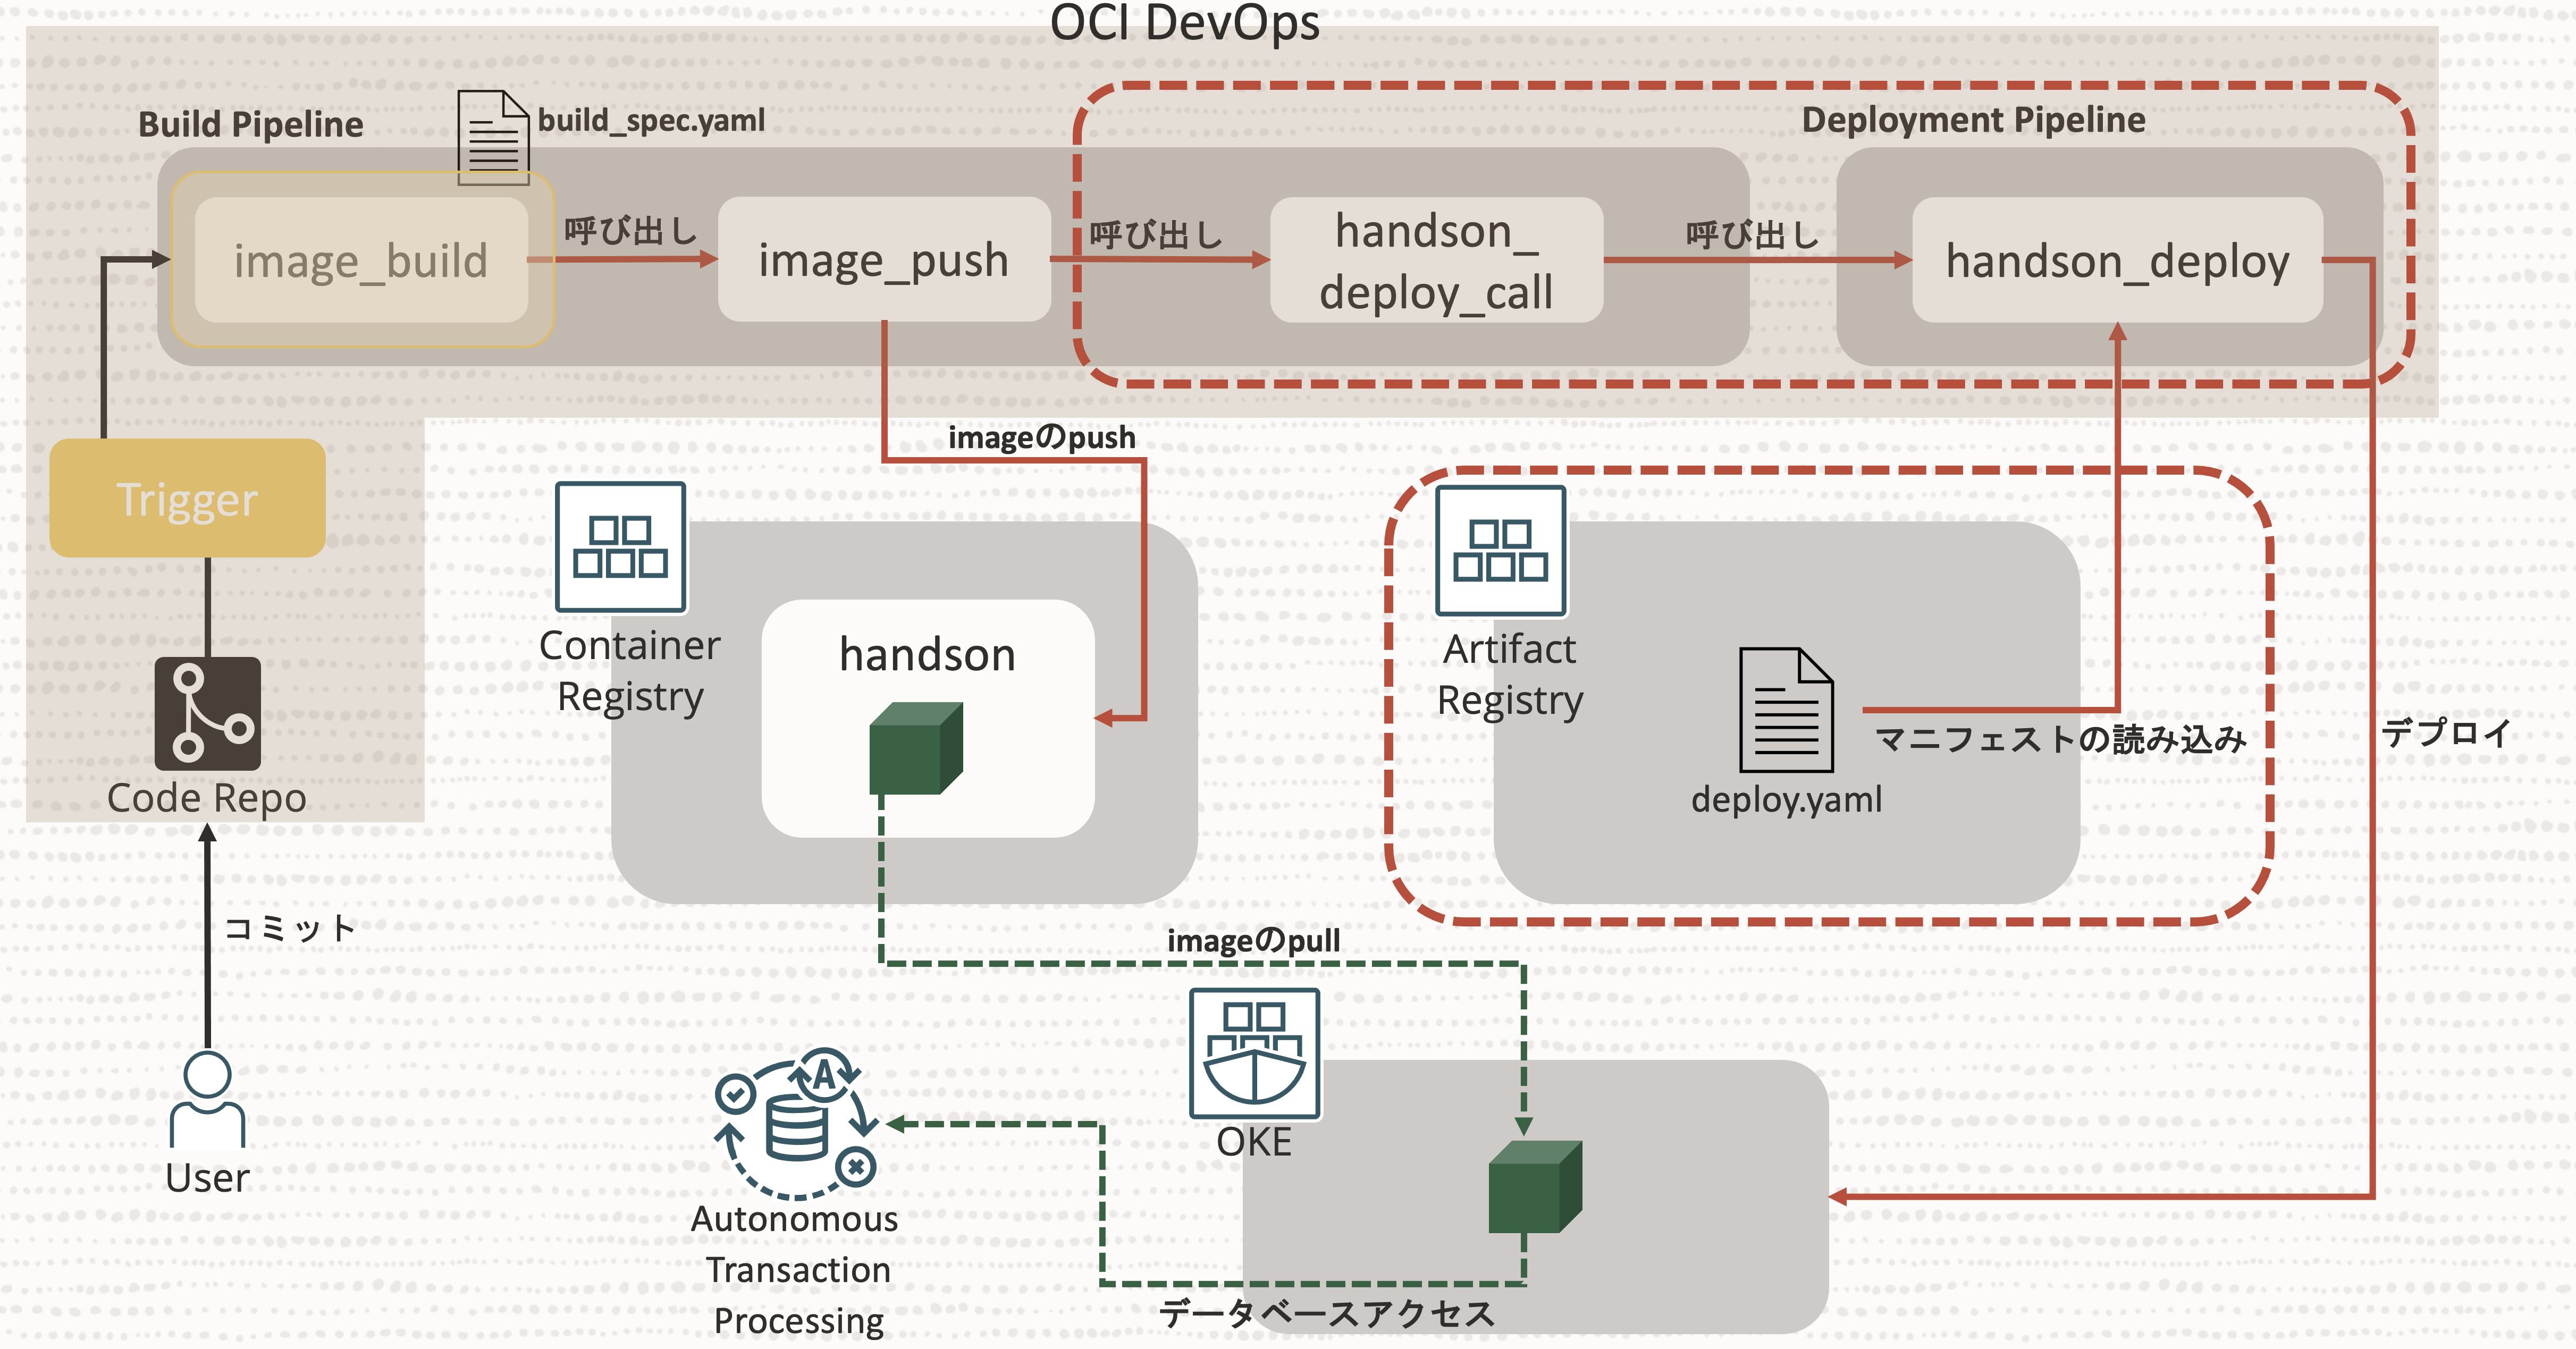 OCI DevOps
Build Pipeline
build_spec.yaml
Deployment Pipeline
image_build
呼び出し
image_push
呼び出し
handson_
deploy_call
呼び出し
handson_deploy
imageのpush
Trigger
Container
Registry
handson
Artifact
Registry
deploy.yaml
マニフェストの読み込み
デプロイ
Code Repo
コミット
imageのpull
OKE
User
Autonomous
Transaction
Processing
データベースアクセス
A